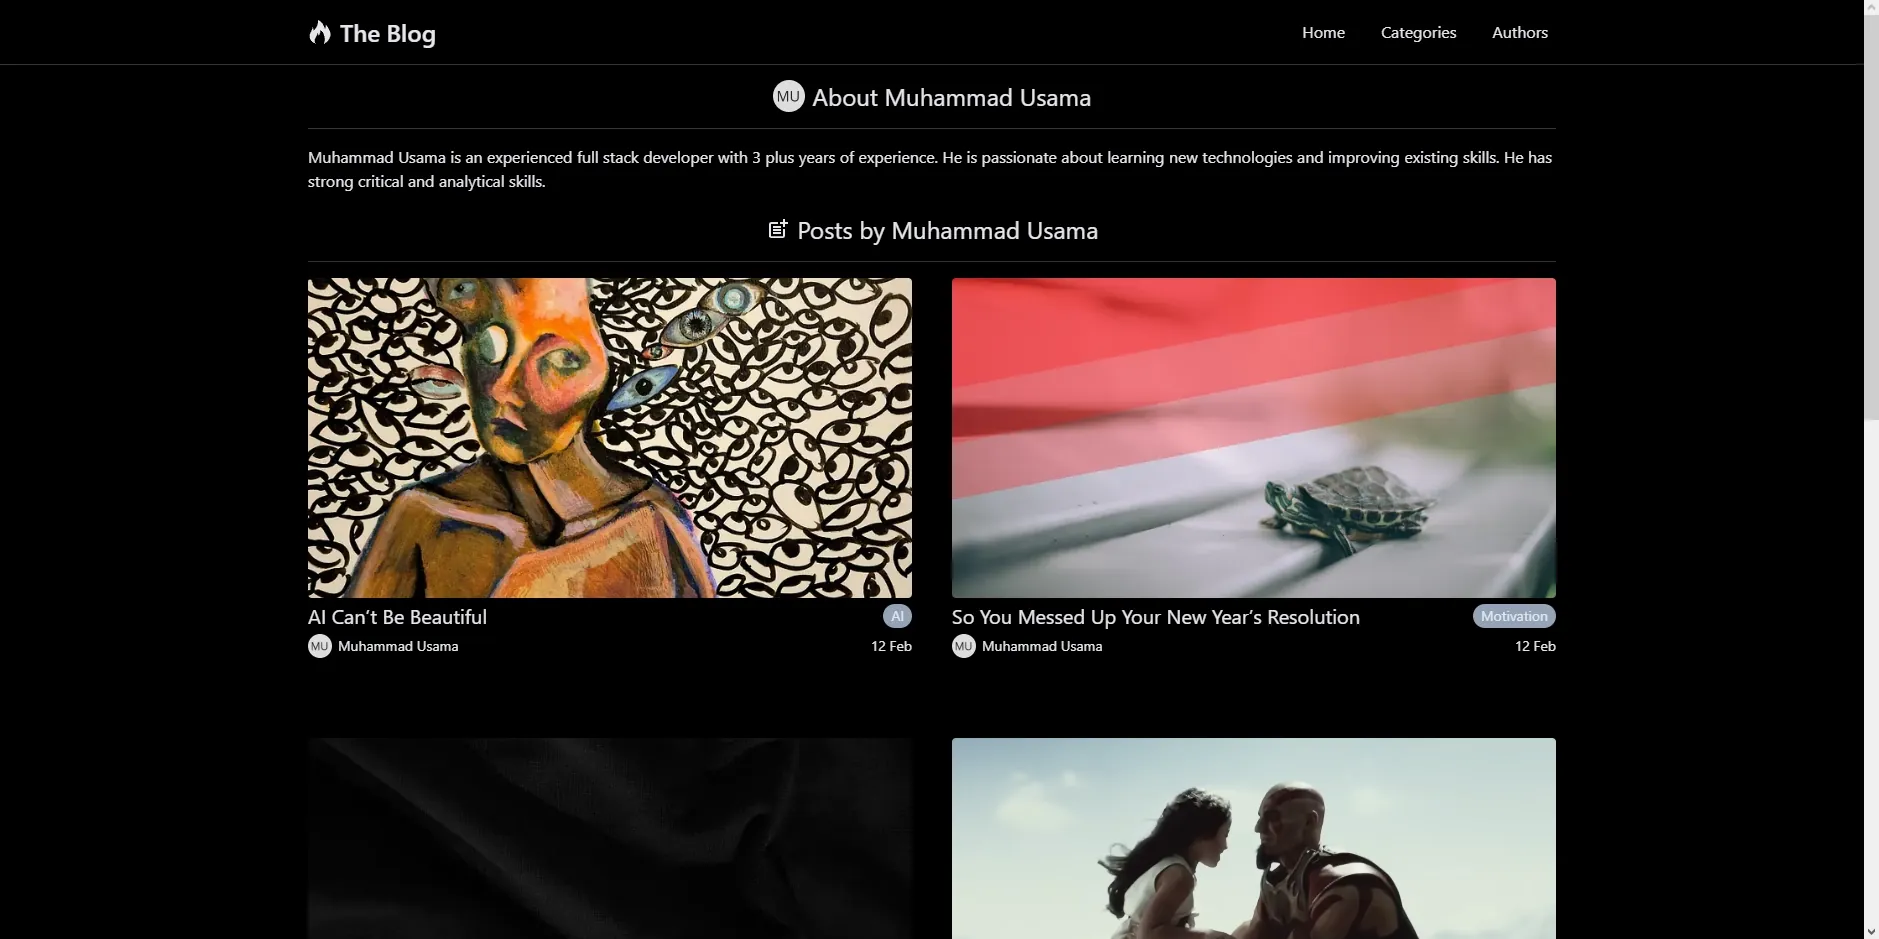 The Blog
Home
Categories
Authors
MU About Muhammad Usama
Muhammad Usama is an experienced full stack developer with 3 plus years of experience. He is passionate about learning new technologies and improving existing skills. He has
strong critical and analytical skills.
Posts by Muhammad Usama
AI Can’t Be Beautiful
AI
MU Muhammad Usama
12 Feb
So You Messed Up Your New Year’s Resolution
Motivation
MU Muhammad Usama
12 Feb